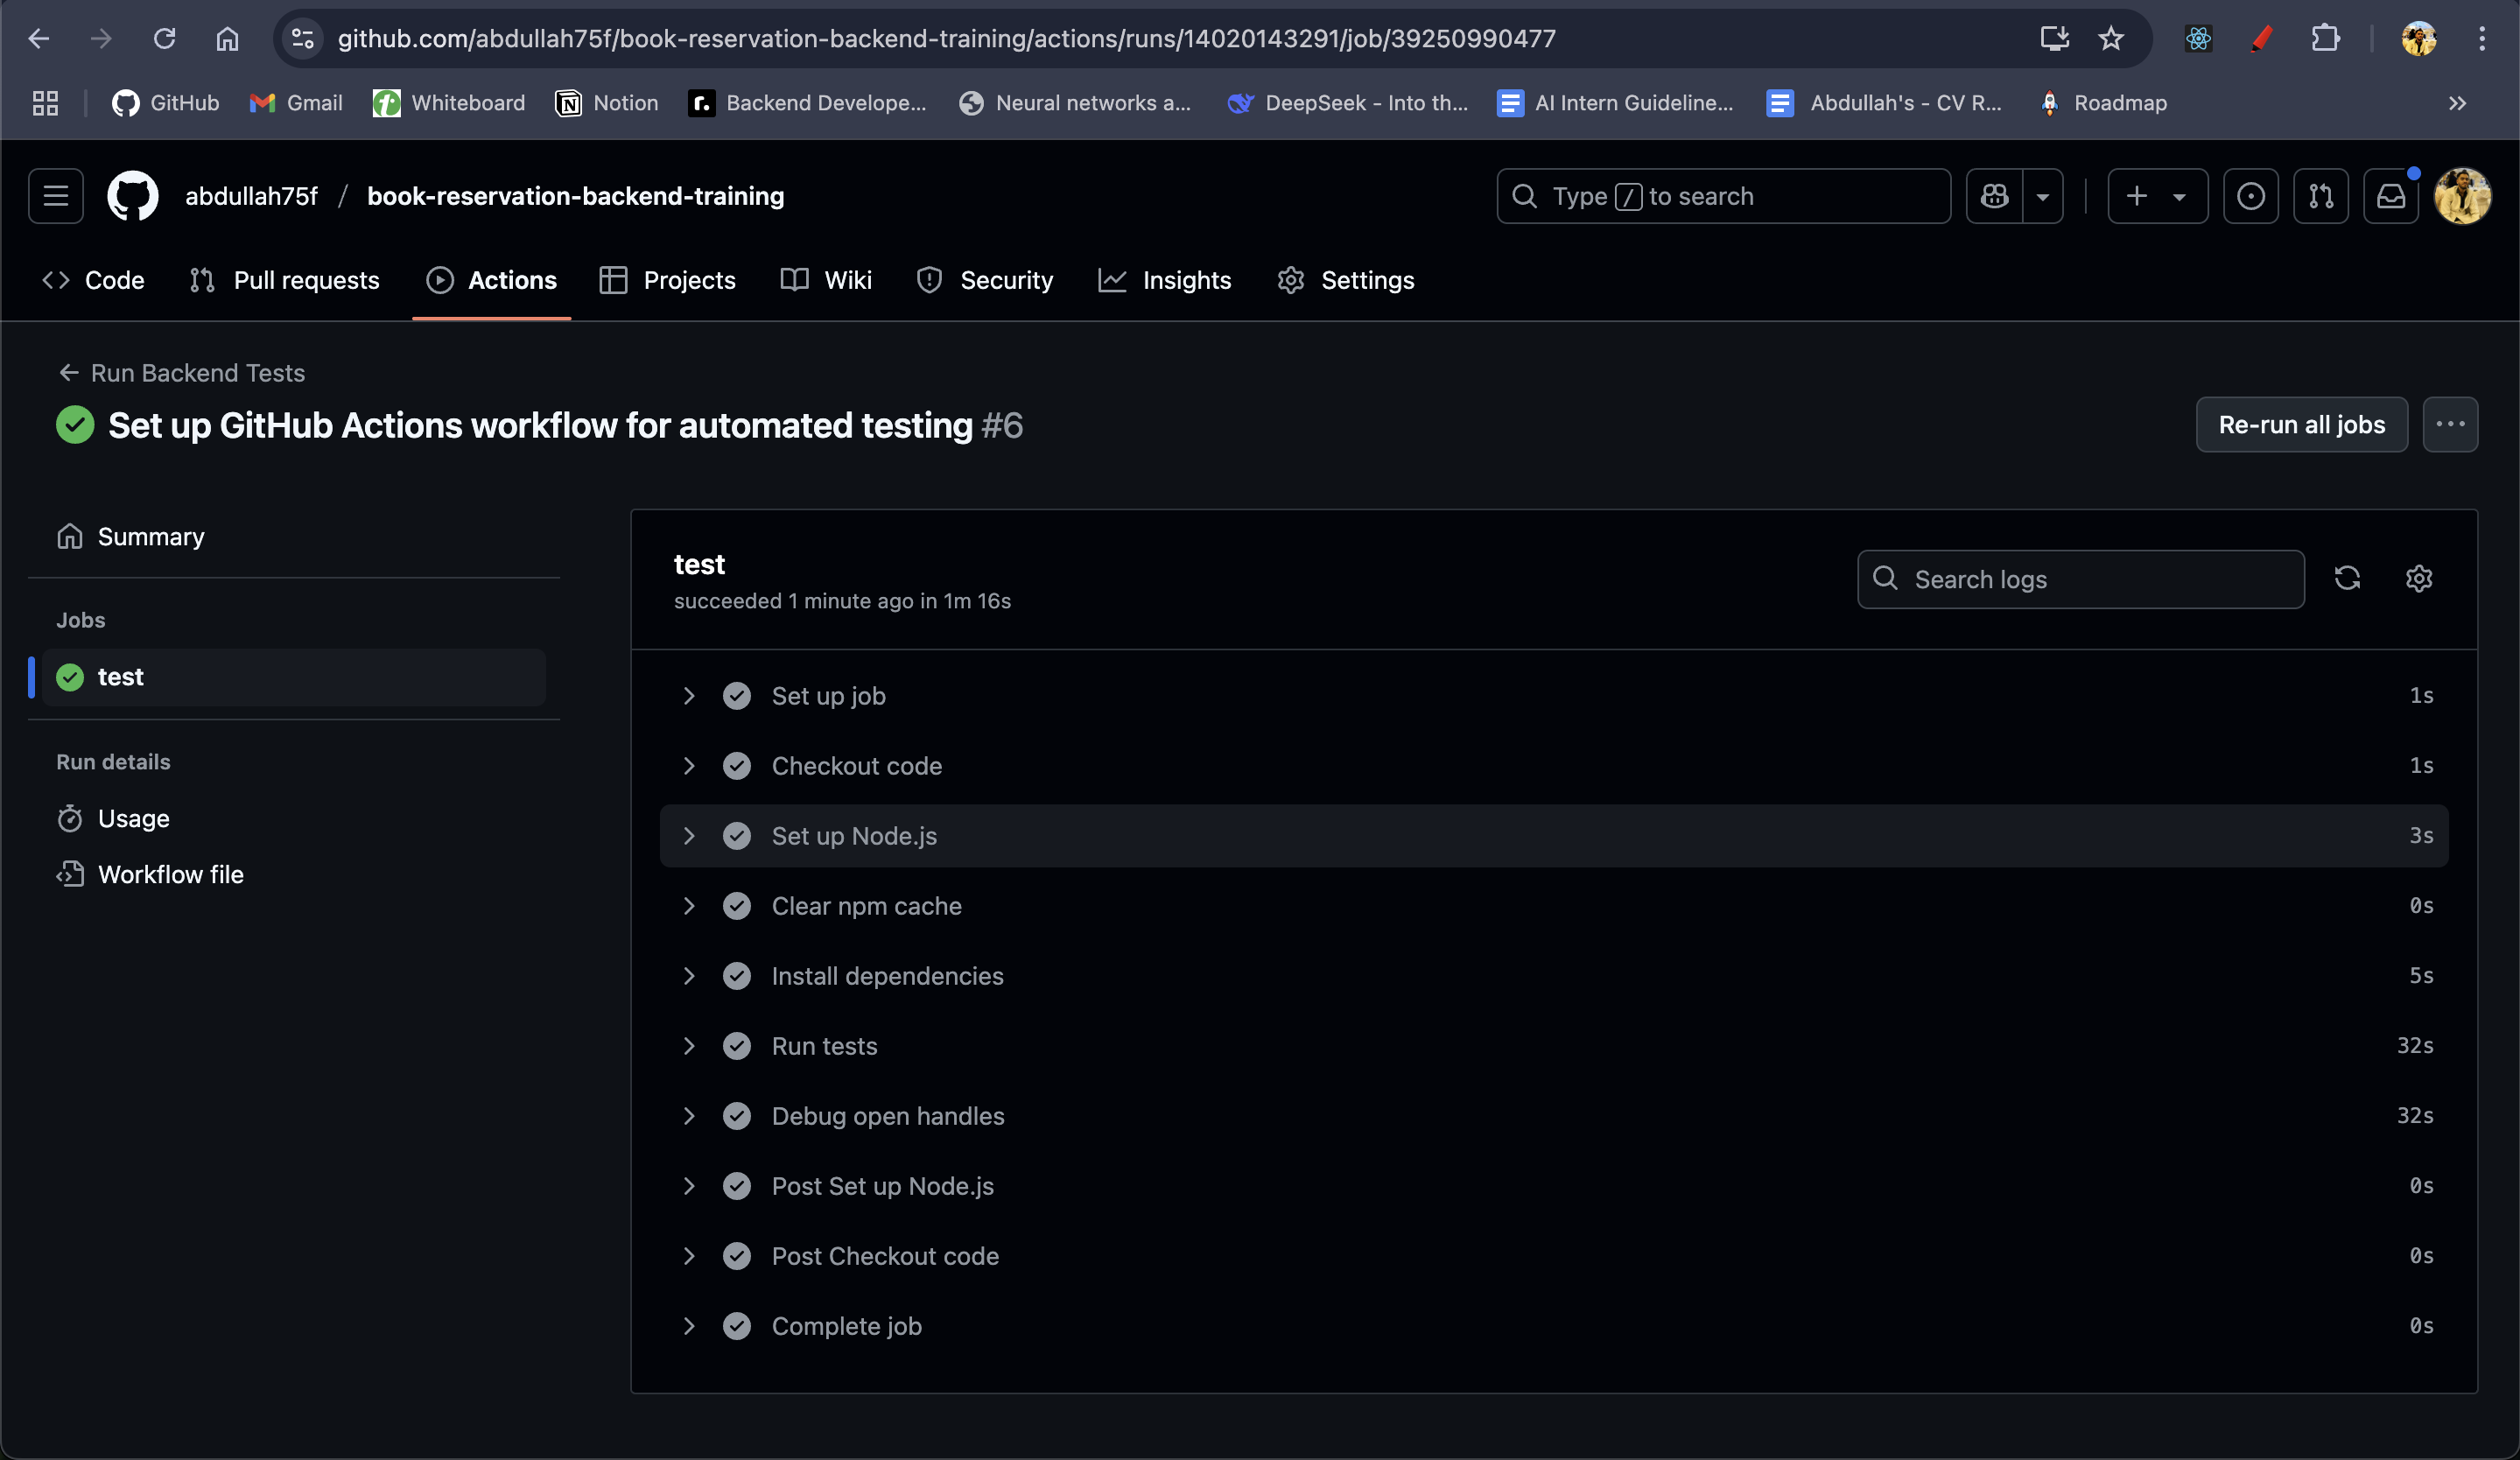 github.com/abdullah75f/book-reservation-backend-training/actions/runs/14020143291/job/39250990477
GitHub Gmail Whiteboard Notion Backend Develope... Neural networks a... DeepSeek - Into th... AI Intern Guideline... Abdullah's - CV R... Roadmap
abdullah75f / book-reservation-backend-training
Type / to search
Code Pull requests Actions Projects Wiki Security Insights Settings
Run Backend Tests
Set up GitHub Actions workflow for automated testing #6
Re-run all jobs
Summary
Jobs
test
Run details
Usage
Workflow file
test
succeeded 1 minute ago in 1m 16s
Search logs
Set up job 1s
Checkout code 1s
Set up Node.js 3s
Clear npm cache 0s
Install dependencies 5s
Run tests 32s
Debug open handles 32s
Post Set up Node.js 0s
Post Checkout code 0s
Complete job 0s